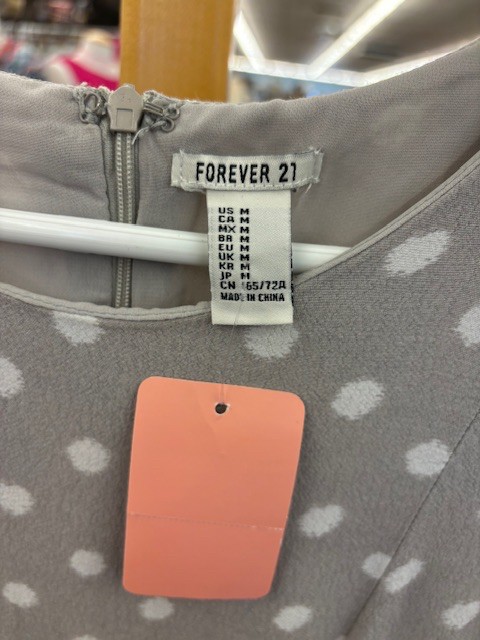 FOREVER 21
US M
CA M
MX M
BR M
EU M
UK M
KR M
JP M
CN 165/72A
MADE IN CHINA